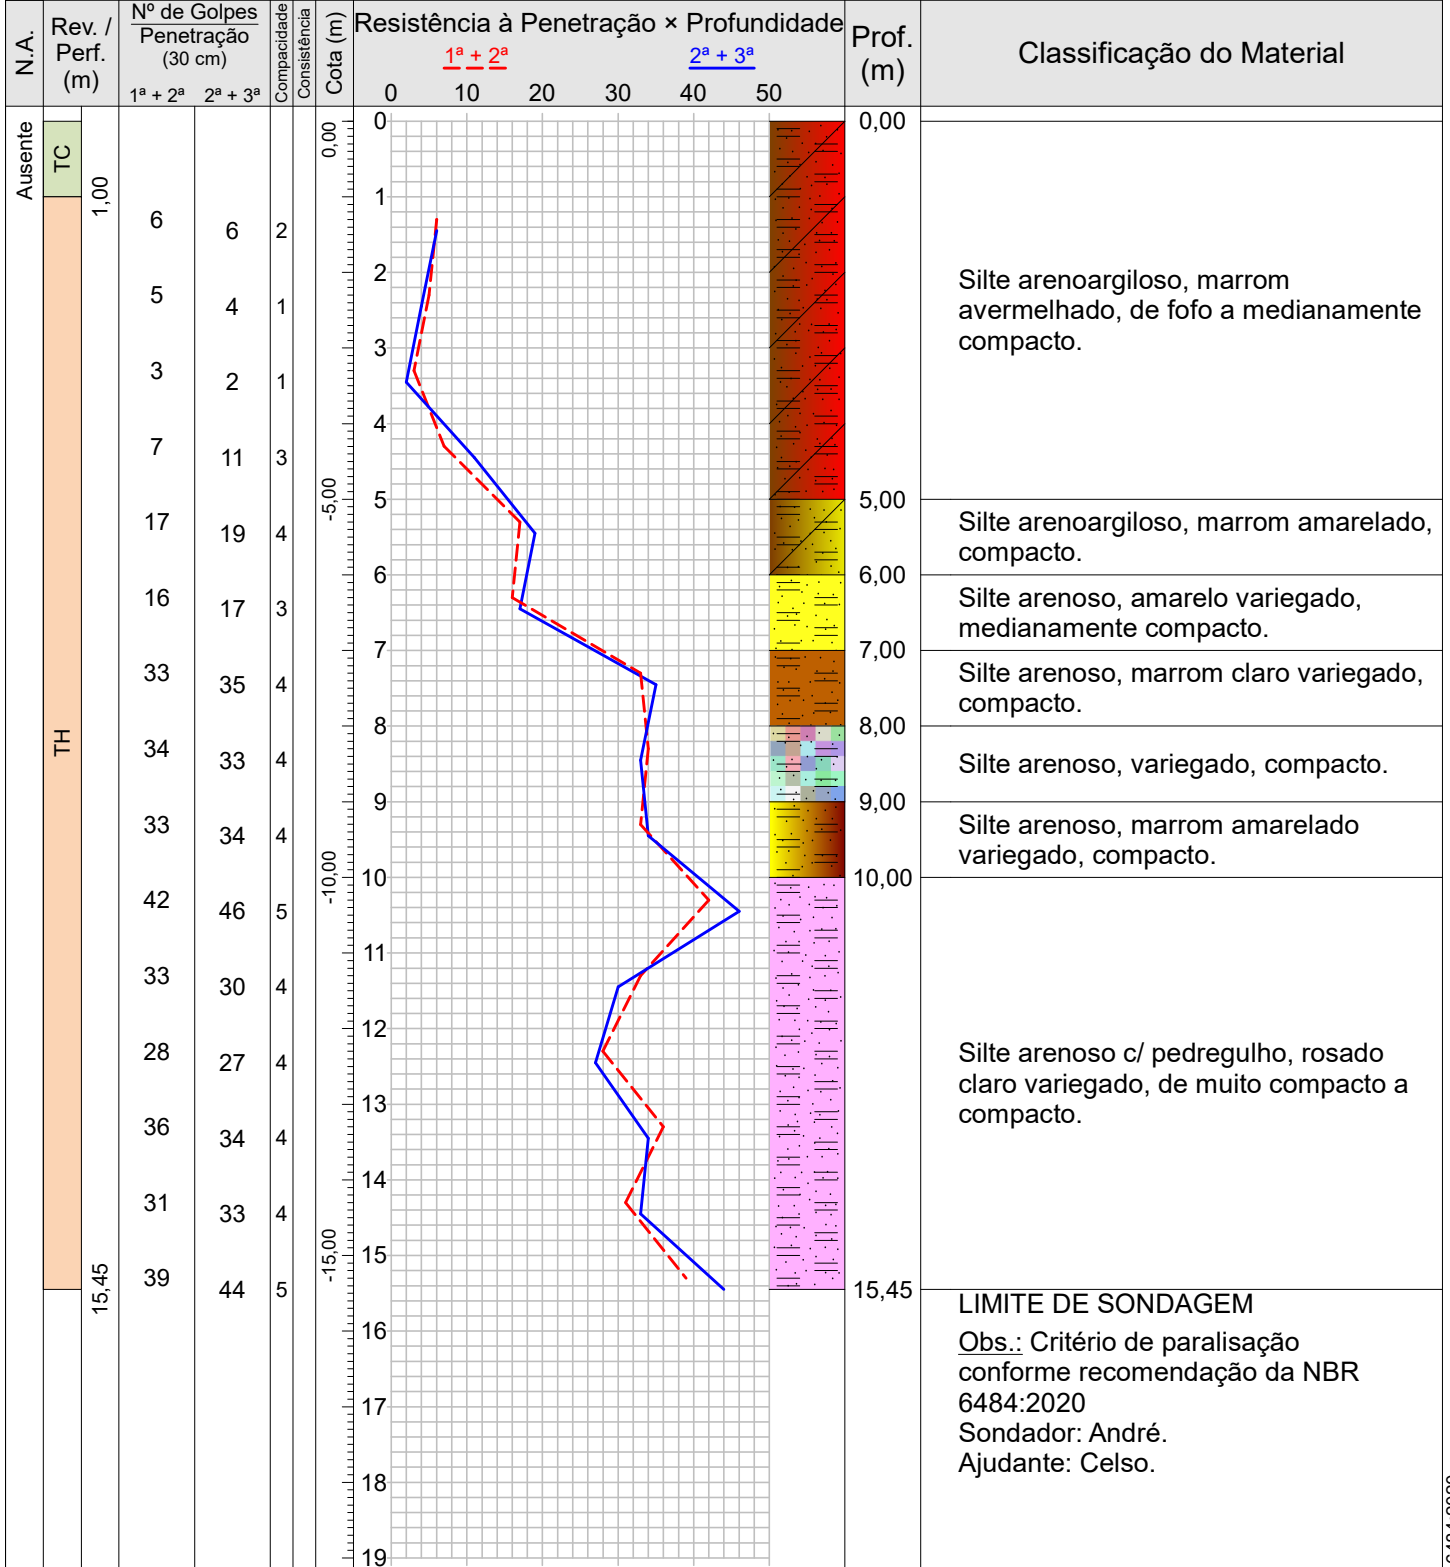 N.A.
Rev. /
Perf.
(m)
Nº de Golpes
Penetração
(30 cm)
1ª + 2ª 2ª + 3ª
Compacidade
Consistência
Cota (m)
Resistência à Penetração × Profundidade
1ª + 2ª 2ª + 3ª
0 10 20 30 40 50
Prof.
(m)
Classificação do Material
Ausente
TC
1,00
TH
15,45
6 6 2
5 4 1
3 2 1
7 11 3
17 19 4
16 17 3
33 35 4
34 33 4
33 34 4
42 46 5
33 30 4
28 27 4
36 34 4
31 33 4
39 44 5
0,00
-5,00
-10,00
-15,00
0
1
2
3
4
5
6
7
8
9
10
11
12
13
14
15
16
17
18
19
0,00
Silte arenoargiloso, marrom
avermelhado, de fofo a medianamente
compacto.
5,00
Silte arenoargiloso, marrom amarelado,
compacto.
6,00
Silte arenoso, amarelo variegado,
medianamente compacto.
7,00
Silte arenoso, marrom claro variegado,
compacto.
8,00
Silte arenoso, variegado, compacto.
9,00
Silte arenoso, marrom amarelado
variegado, compacto.
10,00
Silte arenoso c/ pedregulho, rosado
claro variegado, de muito compacto a
compacto.
15,45
LIMITE DE SONDAGEM
Obs.: Critério de paralisação
conforme recomendação da NBR
6484:2020
Sondador: André.
Ajudante: Celso.